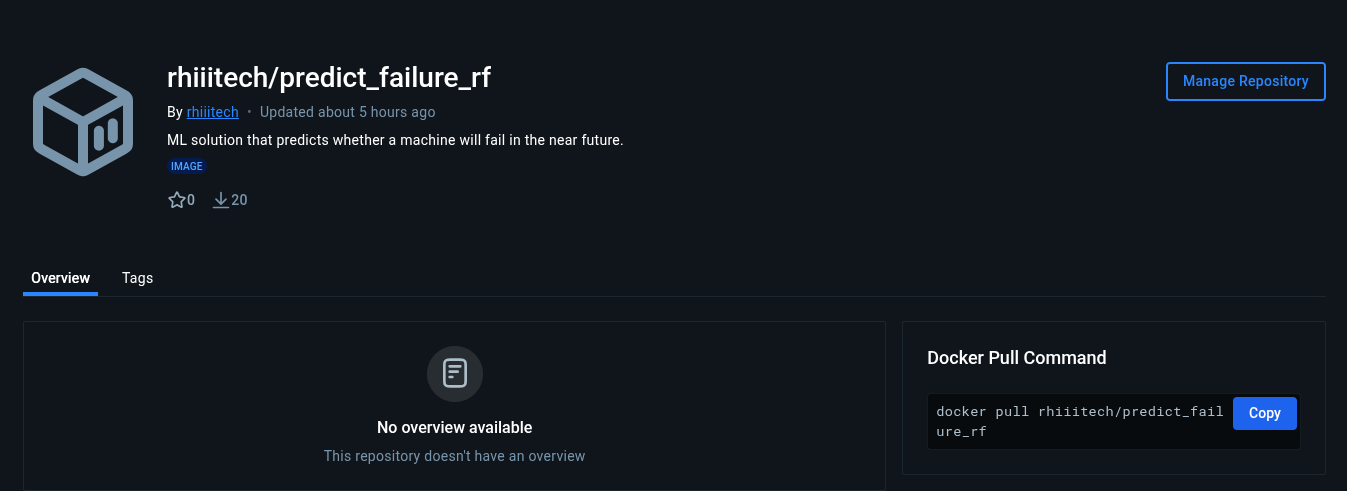 rhiiitech/predict_failure_rf
Manage Repository
By rhiiitech • Updated about 5 hours ago
ML solution that predicts whether a machine will fail in the near future.
IMAGE
0 20
Overview Tags
No overview available
This repository doesn't have an overview
Docker Pull Command
docker pull rhiiitech/predict_fail
ure_rf
Copy